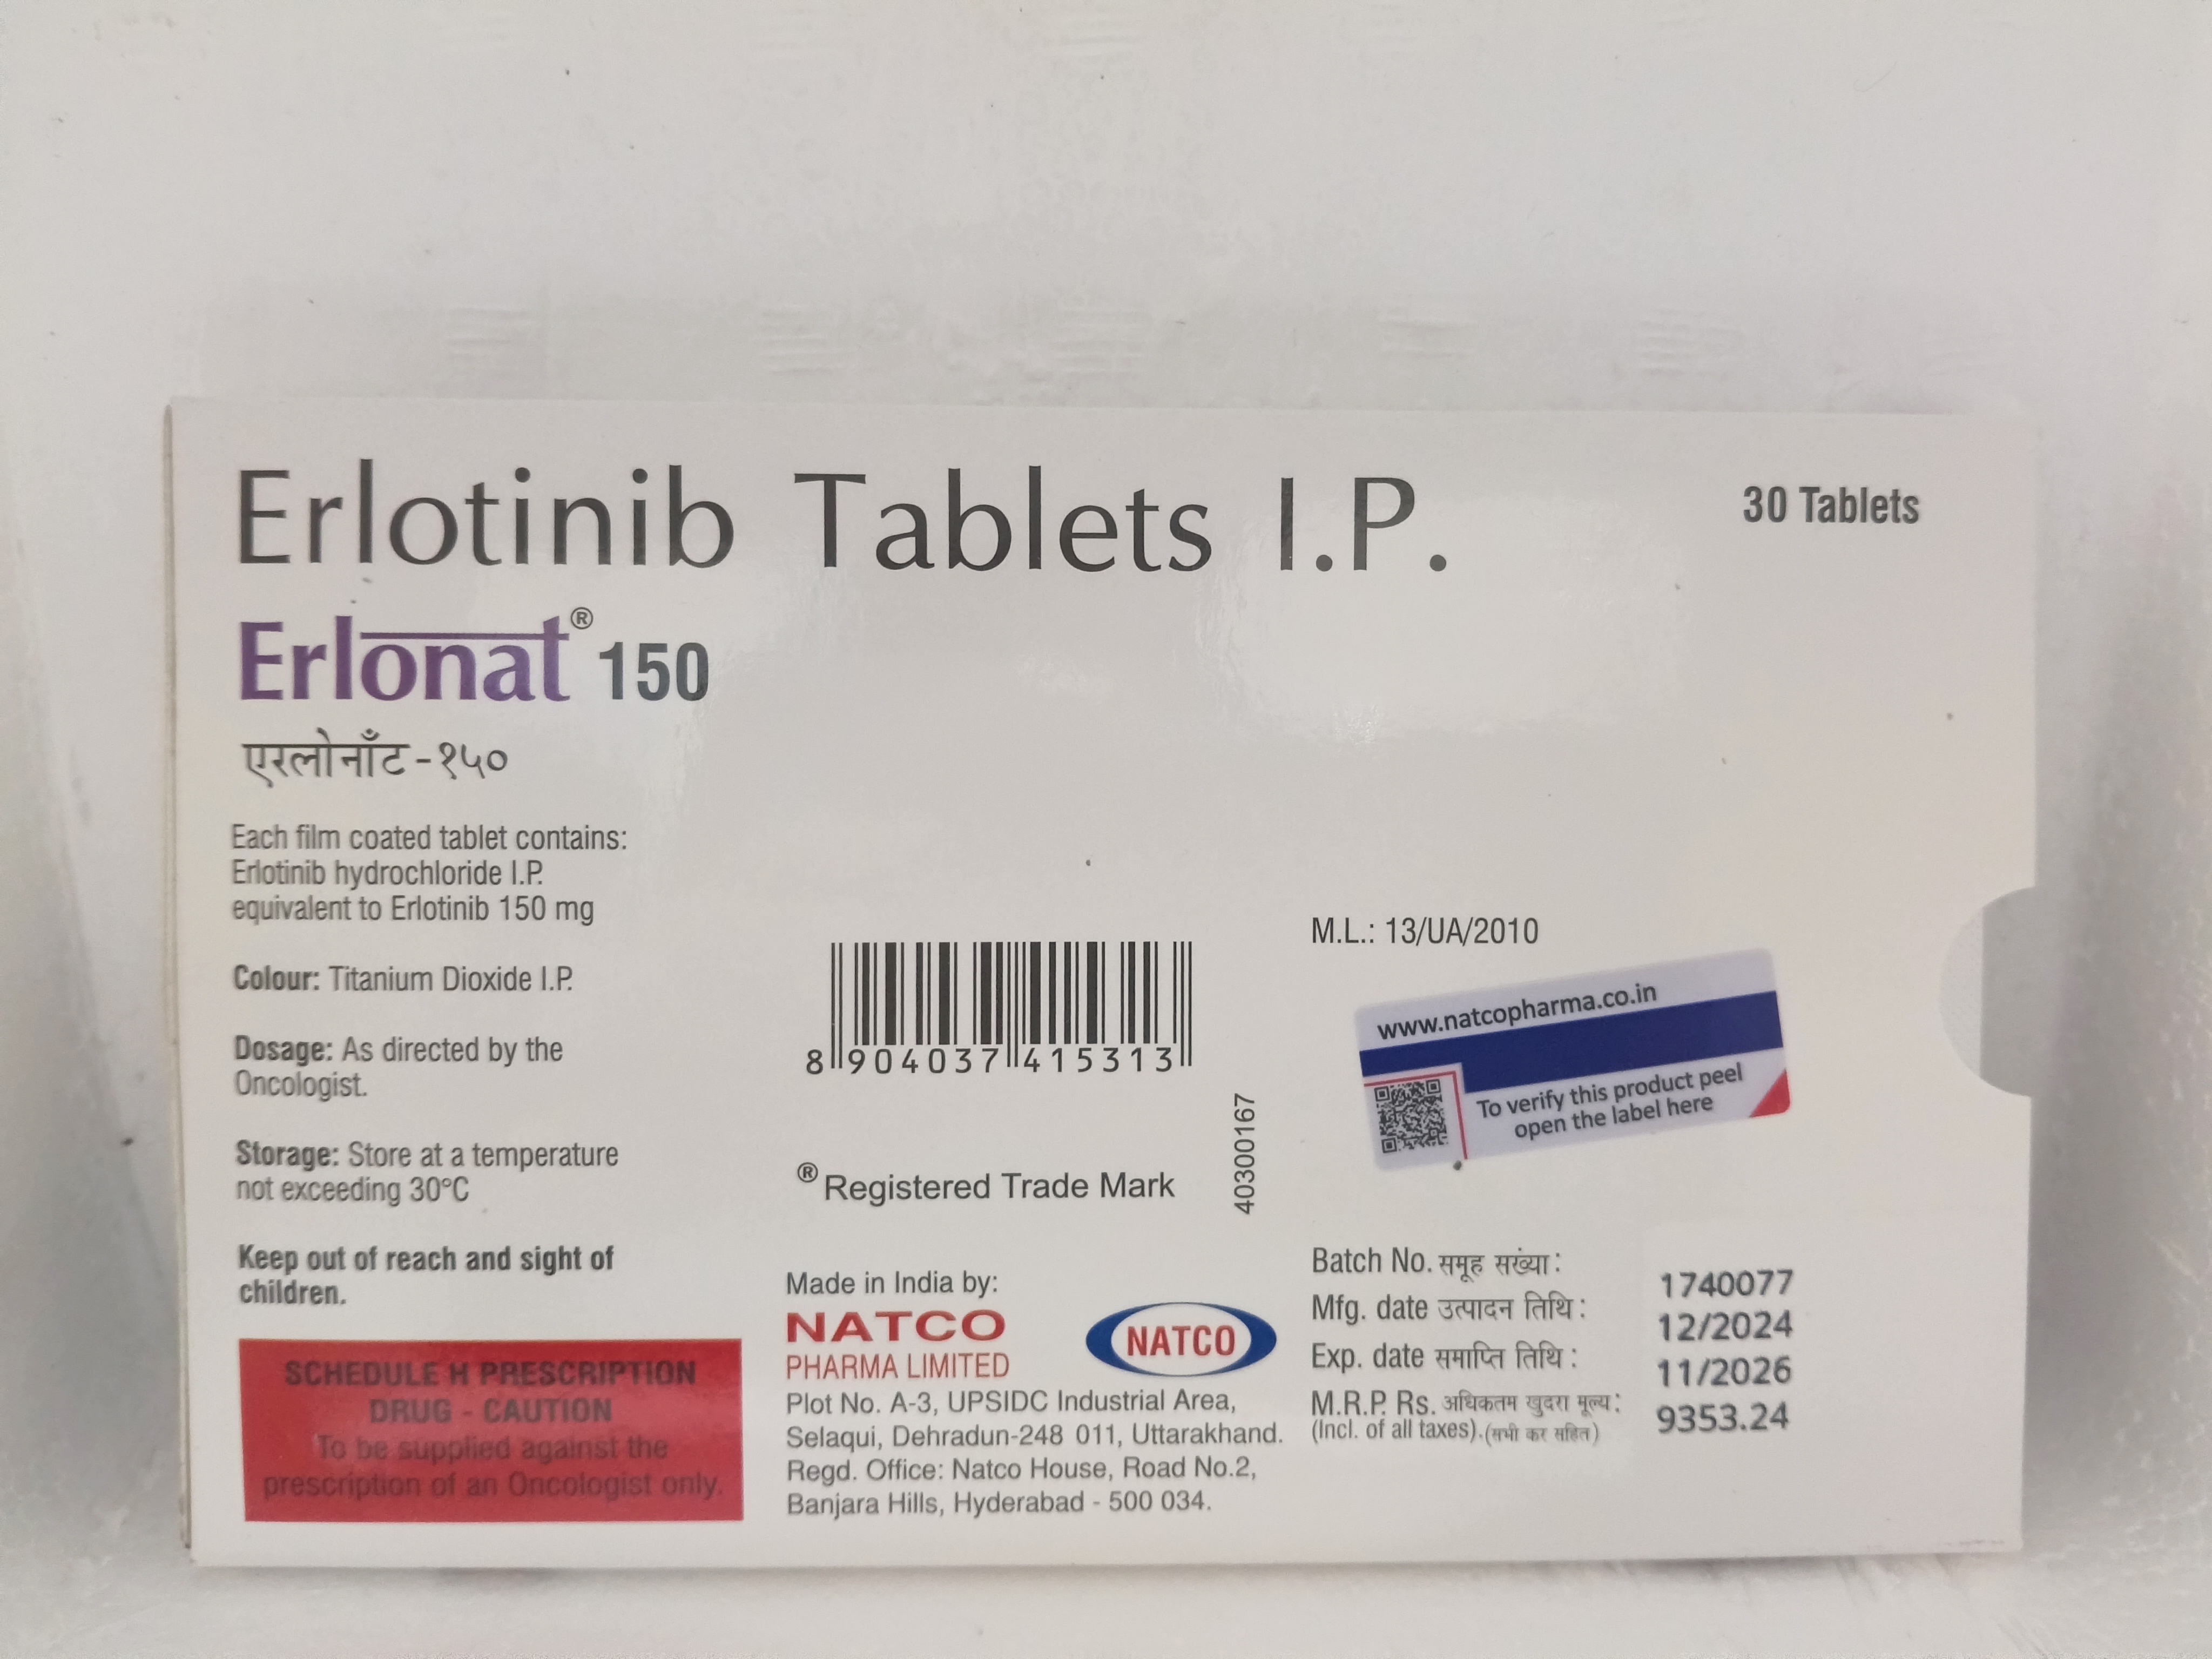 Erlotinib Tablets I.P.
30 Tablets
Erlonat® 150
एरलोनाँट-१५०
Each film coated tablet contains:
Erlotinib hydrochloride I.P.
equivalent to Erlotinib 150 mg
Colour: Titanium Dioxide I.P.
Dosage: As directed by the
Oncologist.
Storage: Store at a temperature
not exceeding 30°C
Keep out of reach and sight of
children.
SCHEDULE H PRESCRIPTION
DRUG - CAUTION
To be supplied against the
prescription of an Oncologist only.
8 904037 415313
® Registered Trade Mark
40300167
Made in India by:
NATCO
PHARMA LIMITED
NATCO
Plot No. A-3, UPSIDC Industrial Area,
Selaqui, Dehradun-248 011, Uttarakhand.
Regd. Office: Natco House, Road No.2,
Banjara Hills, Hyderabad - 500 034.
M.L.: 13/UA/2010
www.natcopharma.co.in
To verify this product peel
open the label here
Batch No. समूह सख्ंया : 1740077
Mfg. date उत्पादन तिथि : 12/2024
Exp. date समाप्ति तिथि : 11/2026
M.R.P. Rs. अधिकतम खुदरा मूल्य : 9353.24
(Incl. of all taxes).(सभी कर सहित)